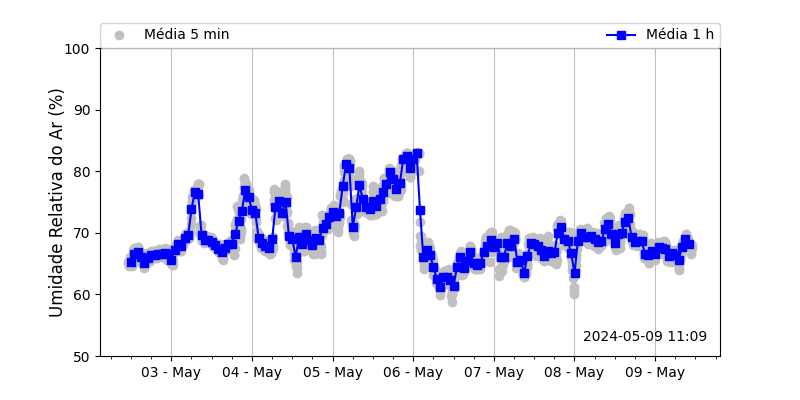 Média 5 min
Média 1 h
100
90
80
70
60
50
Umidade Relativa do Ar (%)
2024-05-09 11:09
03 - May
04 - May
05 - May
06 - May
07 - May
08 - May
09 - May